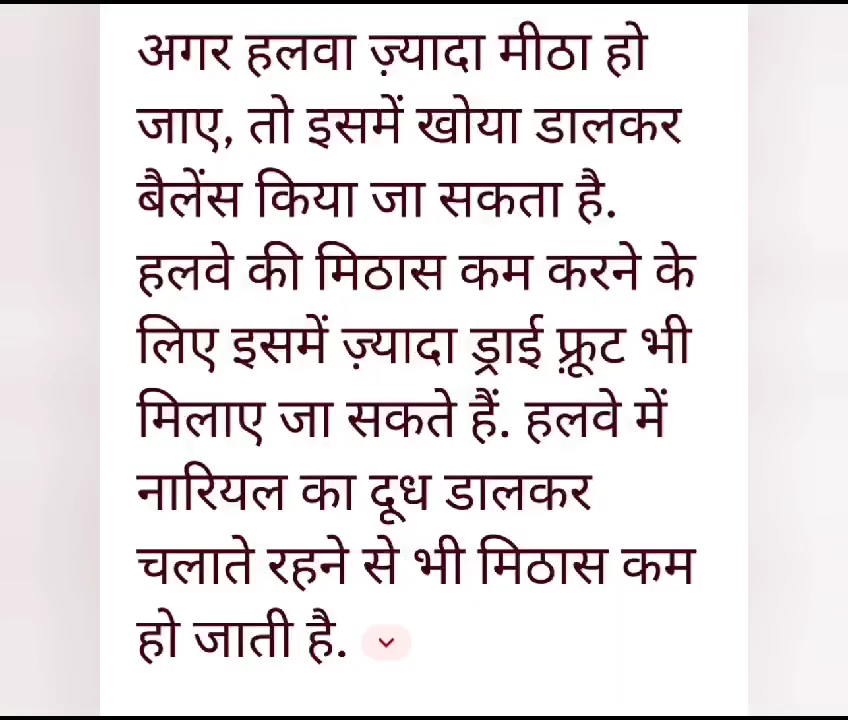 अगर हलवा ज़्यादा मीठा हो
जाए, तो इसमें खोया डालकर
बैलेंस किया जा सकता है.
हलवे की मिठास कम करने के
लिए इसमें ज़्यादा ड्राई फ़्रूट भी
मिलाए जा सकते हैं. हलवे में
नारियल का दूध डालकर
चलाते रहने से भी मिठास कम
हो जाती है.